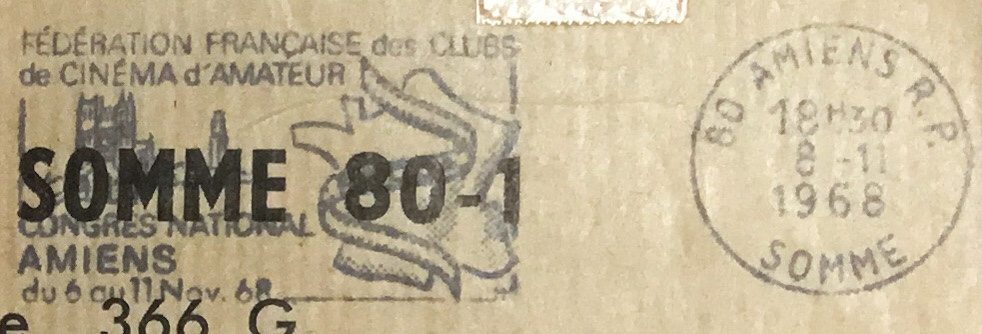 FÉDÉRATION FRANÇAISE des CLUBS
de CINÉMA d'AMATEUR
SOMME 80-1
CONGRÈS NATIONAL
AMIENS
du 6 au 11 Nov. 68
e 366 G
80 AMIENS R.P.
18H30
8-11
1968
SOMME